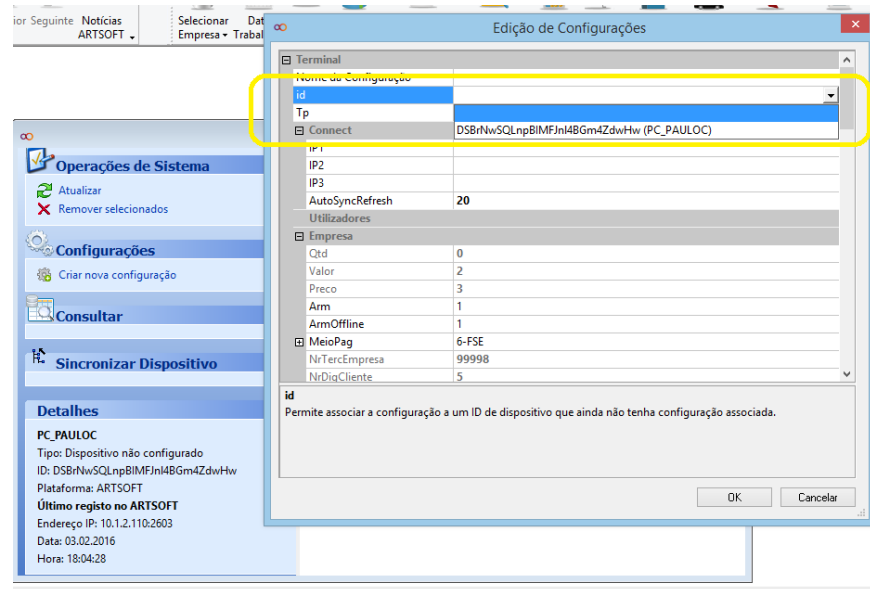 ior Seguinte Notícias
ARTSOFT
Selecionar Dat
Empresa Trabal
Edição de Configurações
Terminal
Nome da Configuração
id
Tp
DSBrNwSQLnpBIMFJnI4BGm4ZdwHw (PC_PAULOC)
Connect
IP1
IP2
IP3
AutoSyncRefresh 20
Utilizadores
Empresa
Qtd 0
Valor 2
Preco 3
Arm 1
ArmOffline 1
MeioPag 6-FSE
NrTercEmpresa 99998
NrDigCliente 5
id
Permite associar a configuração a um ID de dispositivo que ainda não tenha configuração associada.
OK Cancelar
Operações de Sistema
Atualizar
Remover selecionados
Configurações
Criar nova configuração
Consultar
Sincronizar Dispositivo
Detalhes
PC_PAULOC
Tipo: Dispositivo não configurado
ID: DSBrNwSQLnpBIMFJnI4BGm4ZdwHw
Plataforma: ARTSOFT
Último registo no ARTSOFT
Endereço IP: 10.1.2.110:2603
Data: 03.02.2016
Hora: 18:04:28